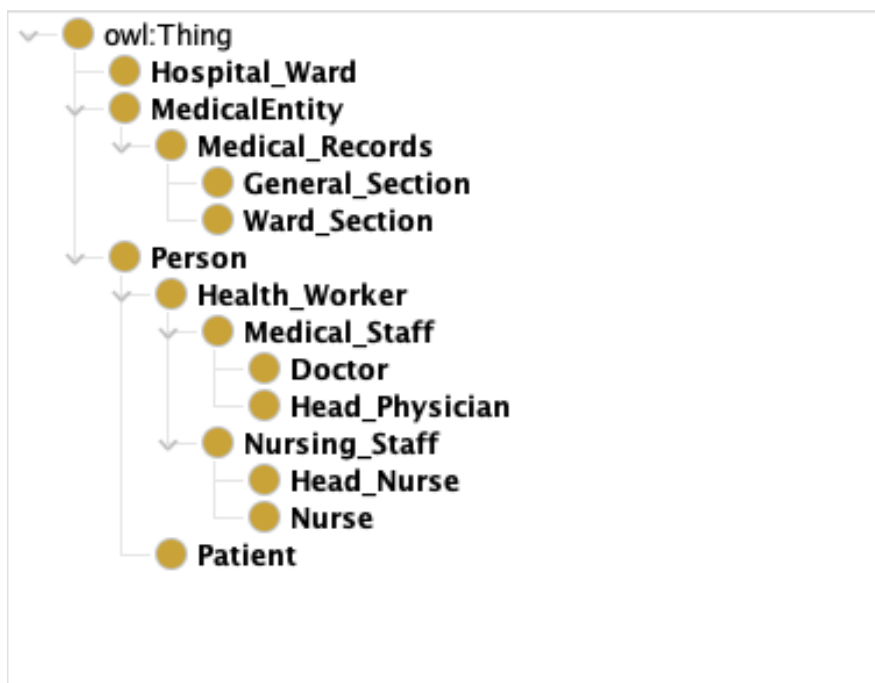 owl:Thing
Hospital_Ward
MedicalEntity
Medical_Records
General_Section
Ward_Section
Person
Health_Worker
Medical_Staff
Doctor
Head_Physician
Nursing_Staff
Head_Nurse
Nurse
Patient